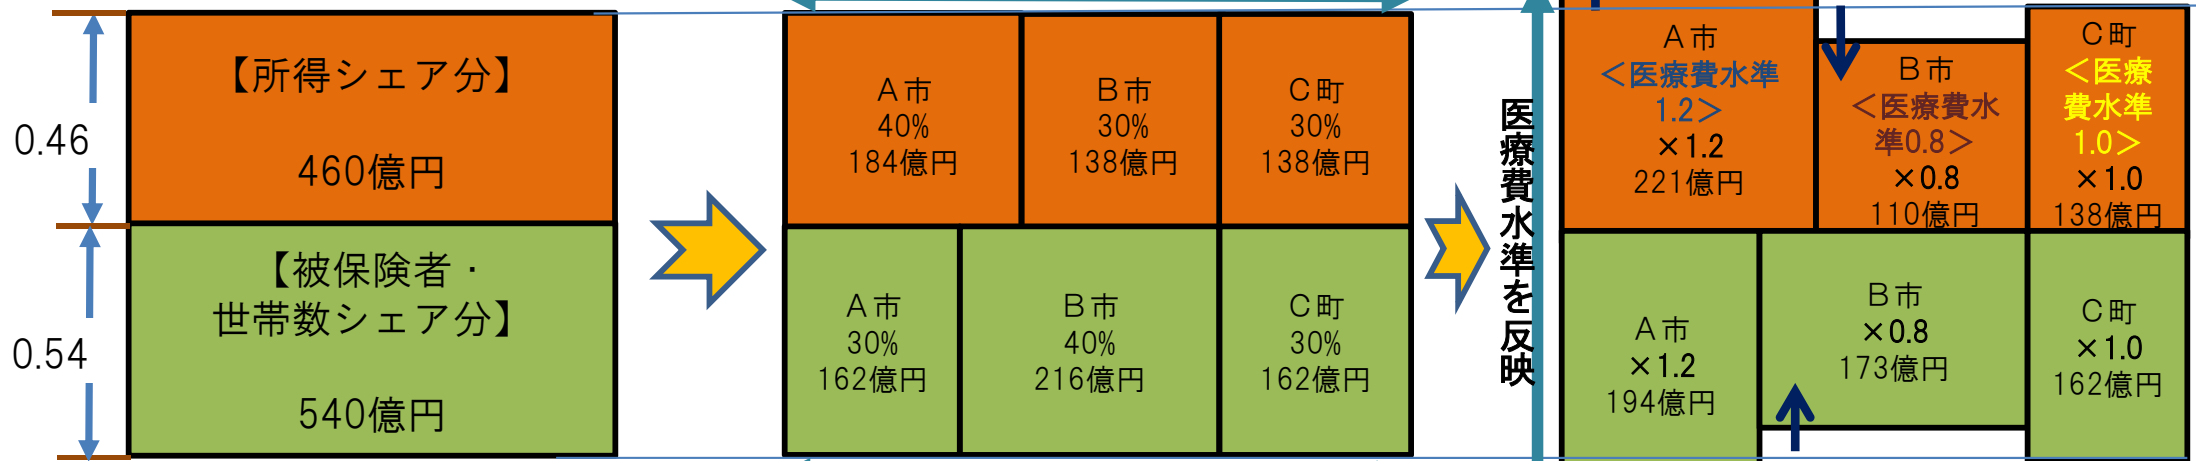 0.46
0.54
【所得シェア分】
460億円
【被保険者・
世帯数シェア分】
540億円
A市
40%
184億円
B市
30%
138億円
C町
30%
138億円
A市
30%
162億円
B市
40%
216億円
C町
30%
162億円
医療費水準を反映
A市
＜医療費水準
1.2＞
×1.2
221億円
B市
＜医療費水
準0.8＞
×0.8
110億円
C町
＜医療
費水準
1.0＞
×1.0
138億円
A市
×1.2
194億円
B市
×0.8
173億円
C町
×1.0
162億円